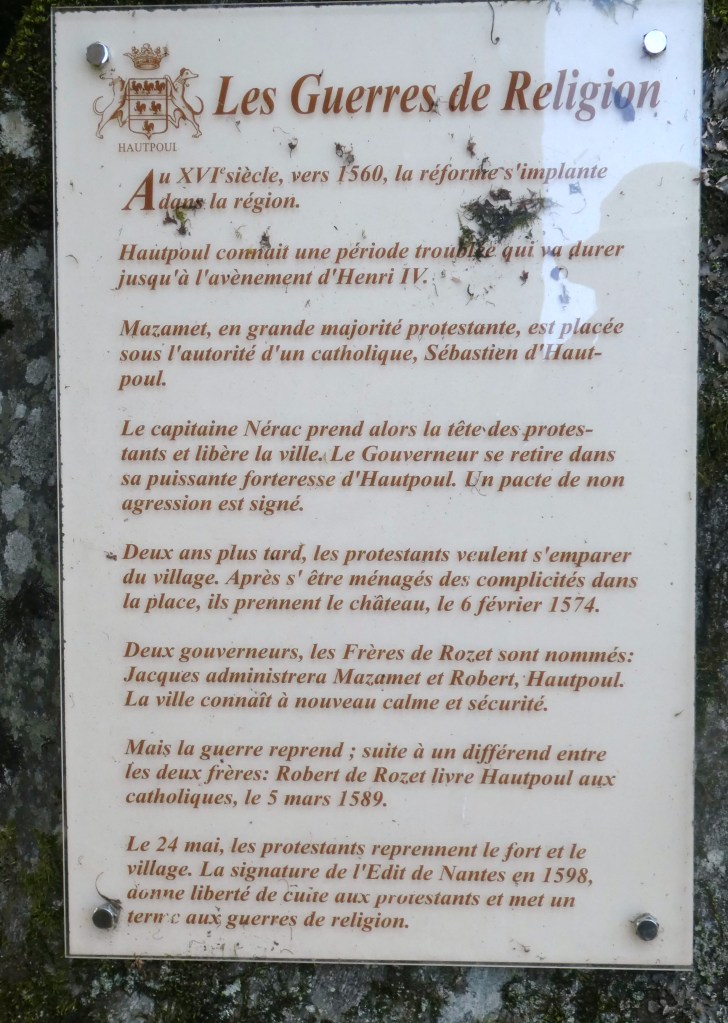 HAUTPOUL
Les Guerres de Religion
Au XVIe siècle, vers 1560, la réforme s'implante
dans la région.
Hautpoul connaît une période troublée qui va durer
jusqu'à l'avènement d'Henri IV.
Mazamet, en grande majorité protestante, est placée
sous l'autorité d'un catholique, Sébastien d'Haut-
poul.
Le capitaine Nérac prend alors la tête des protes-
tants et libère la ville. Le Gouverneur se retire dans
sa puissante forteresse d'Hautpoul. Un pacte de non
agression est signé.
Deux ans plus tard, les protestants veulent s'emparer
du village. Après s' être ménagés des complicités dans
la place, ils prennent le château, le 6 février 1574.
Deux gouverneurs, les Frères de Rozet sont nommés:
Jacques administrera Mazamet et Robert, Hautpoul.
La ville connaît à nouveau calme et sécurité.
Mais la guerre reprend ; suite à un différend entre
les deux frères: Robert de Rozet livre Hautpoul aux
catholiques, le 5 mars 1589.
Le 24 mai, les protestants reprennent le fort et le
village. La signature de l'Edit de Nantes en 1598,
donne liberté de culte aux protestants et met un
terme aux guerres de religion.